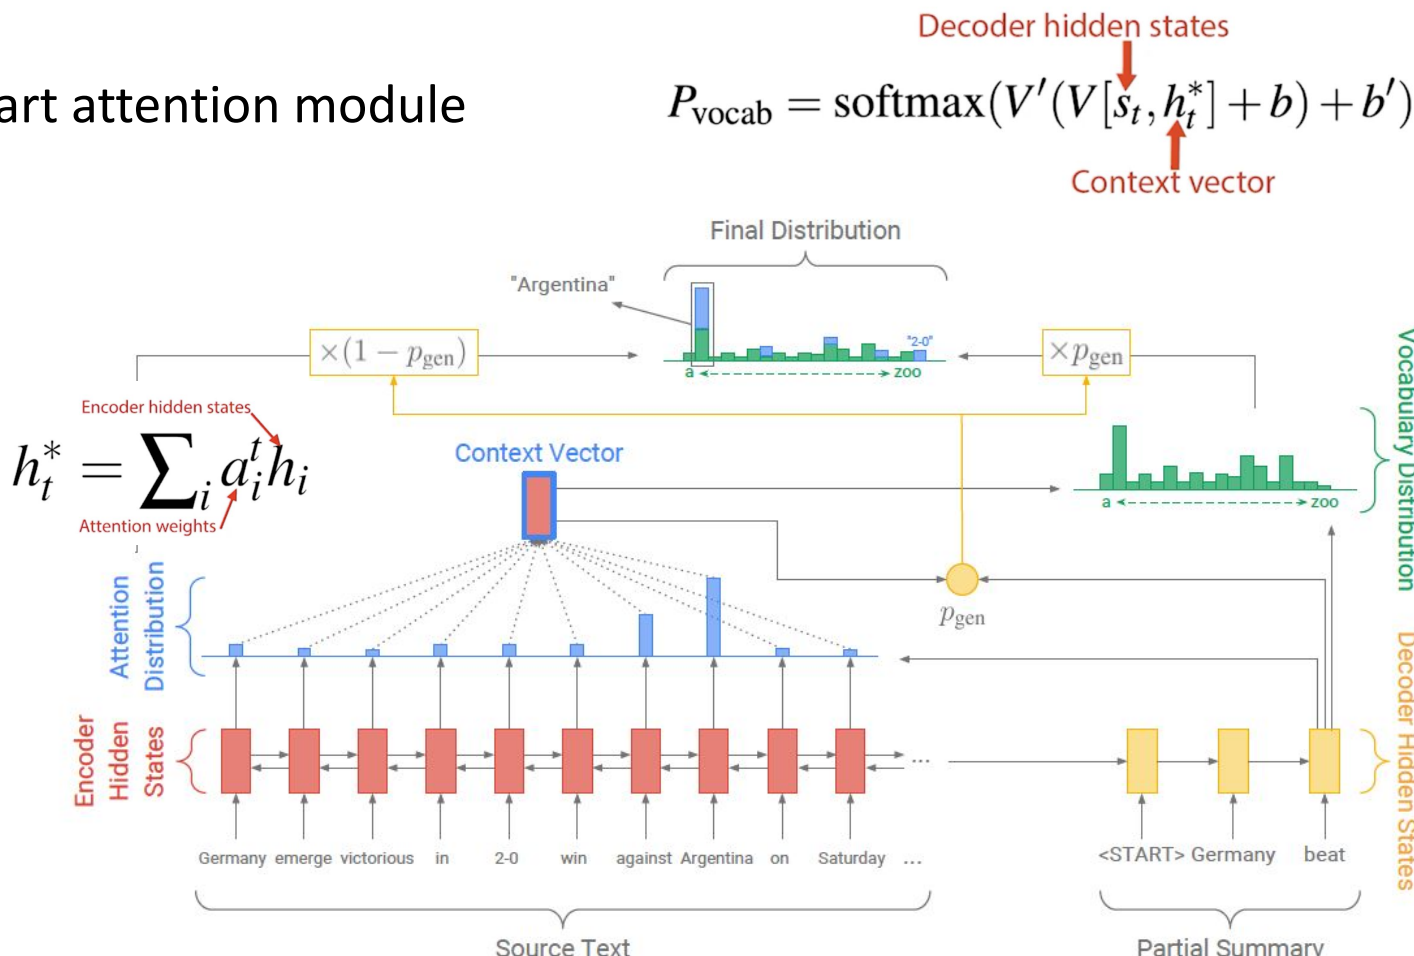 Decoder hidden states
art attention module
P_vocab = softmax(V′(V[s_t, h_t^*] + b) + b′)
Context vector
Final Distribution
"Argentina"
×(1 − p_gen)
"2-0"
×p_gen
a
zoo
Encoder hidden states
h_t^* = ∑_i a_i^t h_i
Attention weights
Context Vector
a
zoo
Vocabulary Distribution
p_gen
Attention
Distribution
Encoder
Hidden
States
Decoder Hidden States
...
Germany emerge victorious in 2-0 win against Argentina on Saturday ...
<START> Germany beat
Source Text
Partial Summary